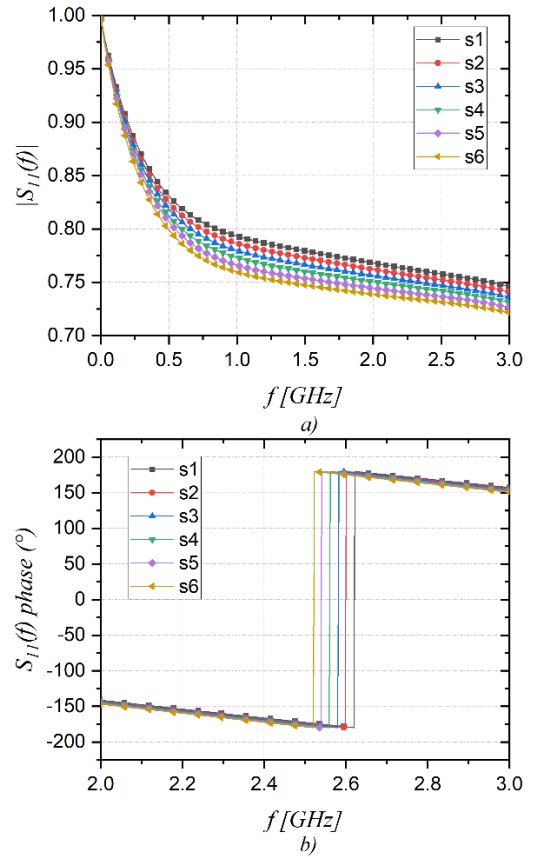 1.00
0.95
0.90
0.85
0.80
0.75
0.70
|S11(f)|
s1
s2
s3
s4
s5
s6
0.0 0.5 1.0 1.5 2.0 2.5 3.0
f [GHz]
a)
200
150
100
50
0
-50
-100
-150
-200
S11(f) phase (°)
s1
s2
s3
s4
s5
s6
2.0 2.2 2.4 2.6 2.8 3.0
f [GHz]
b)